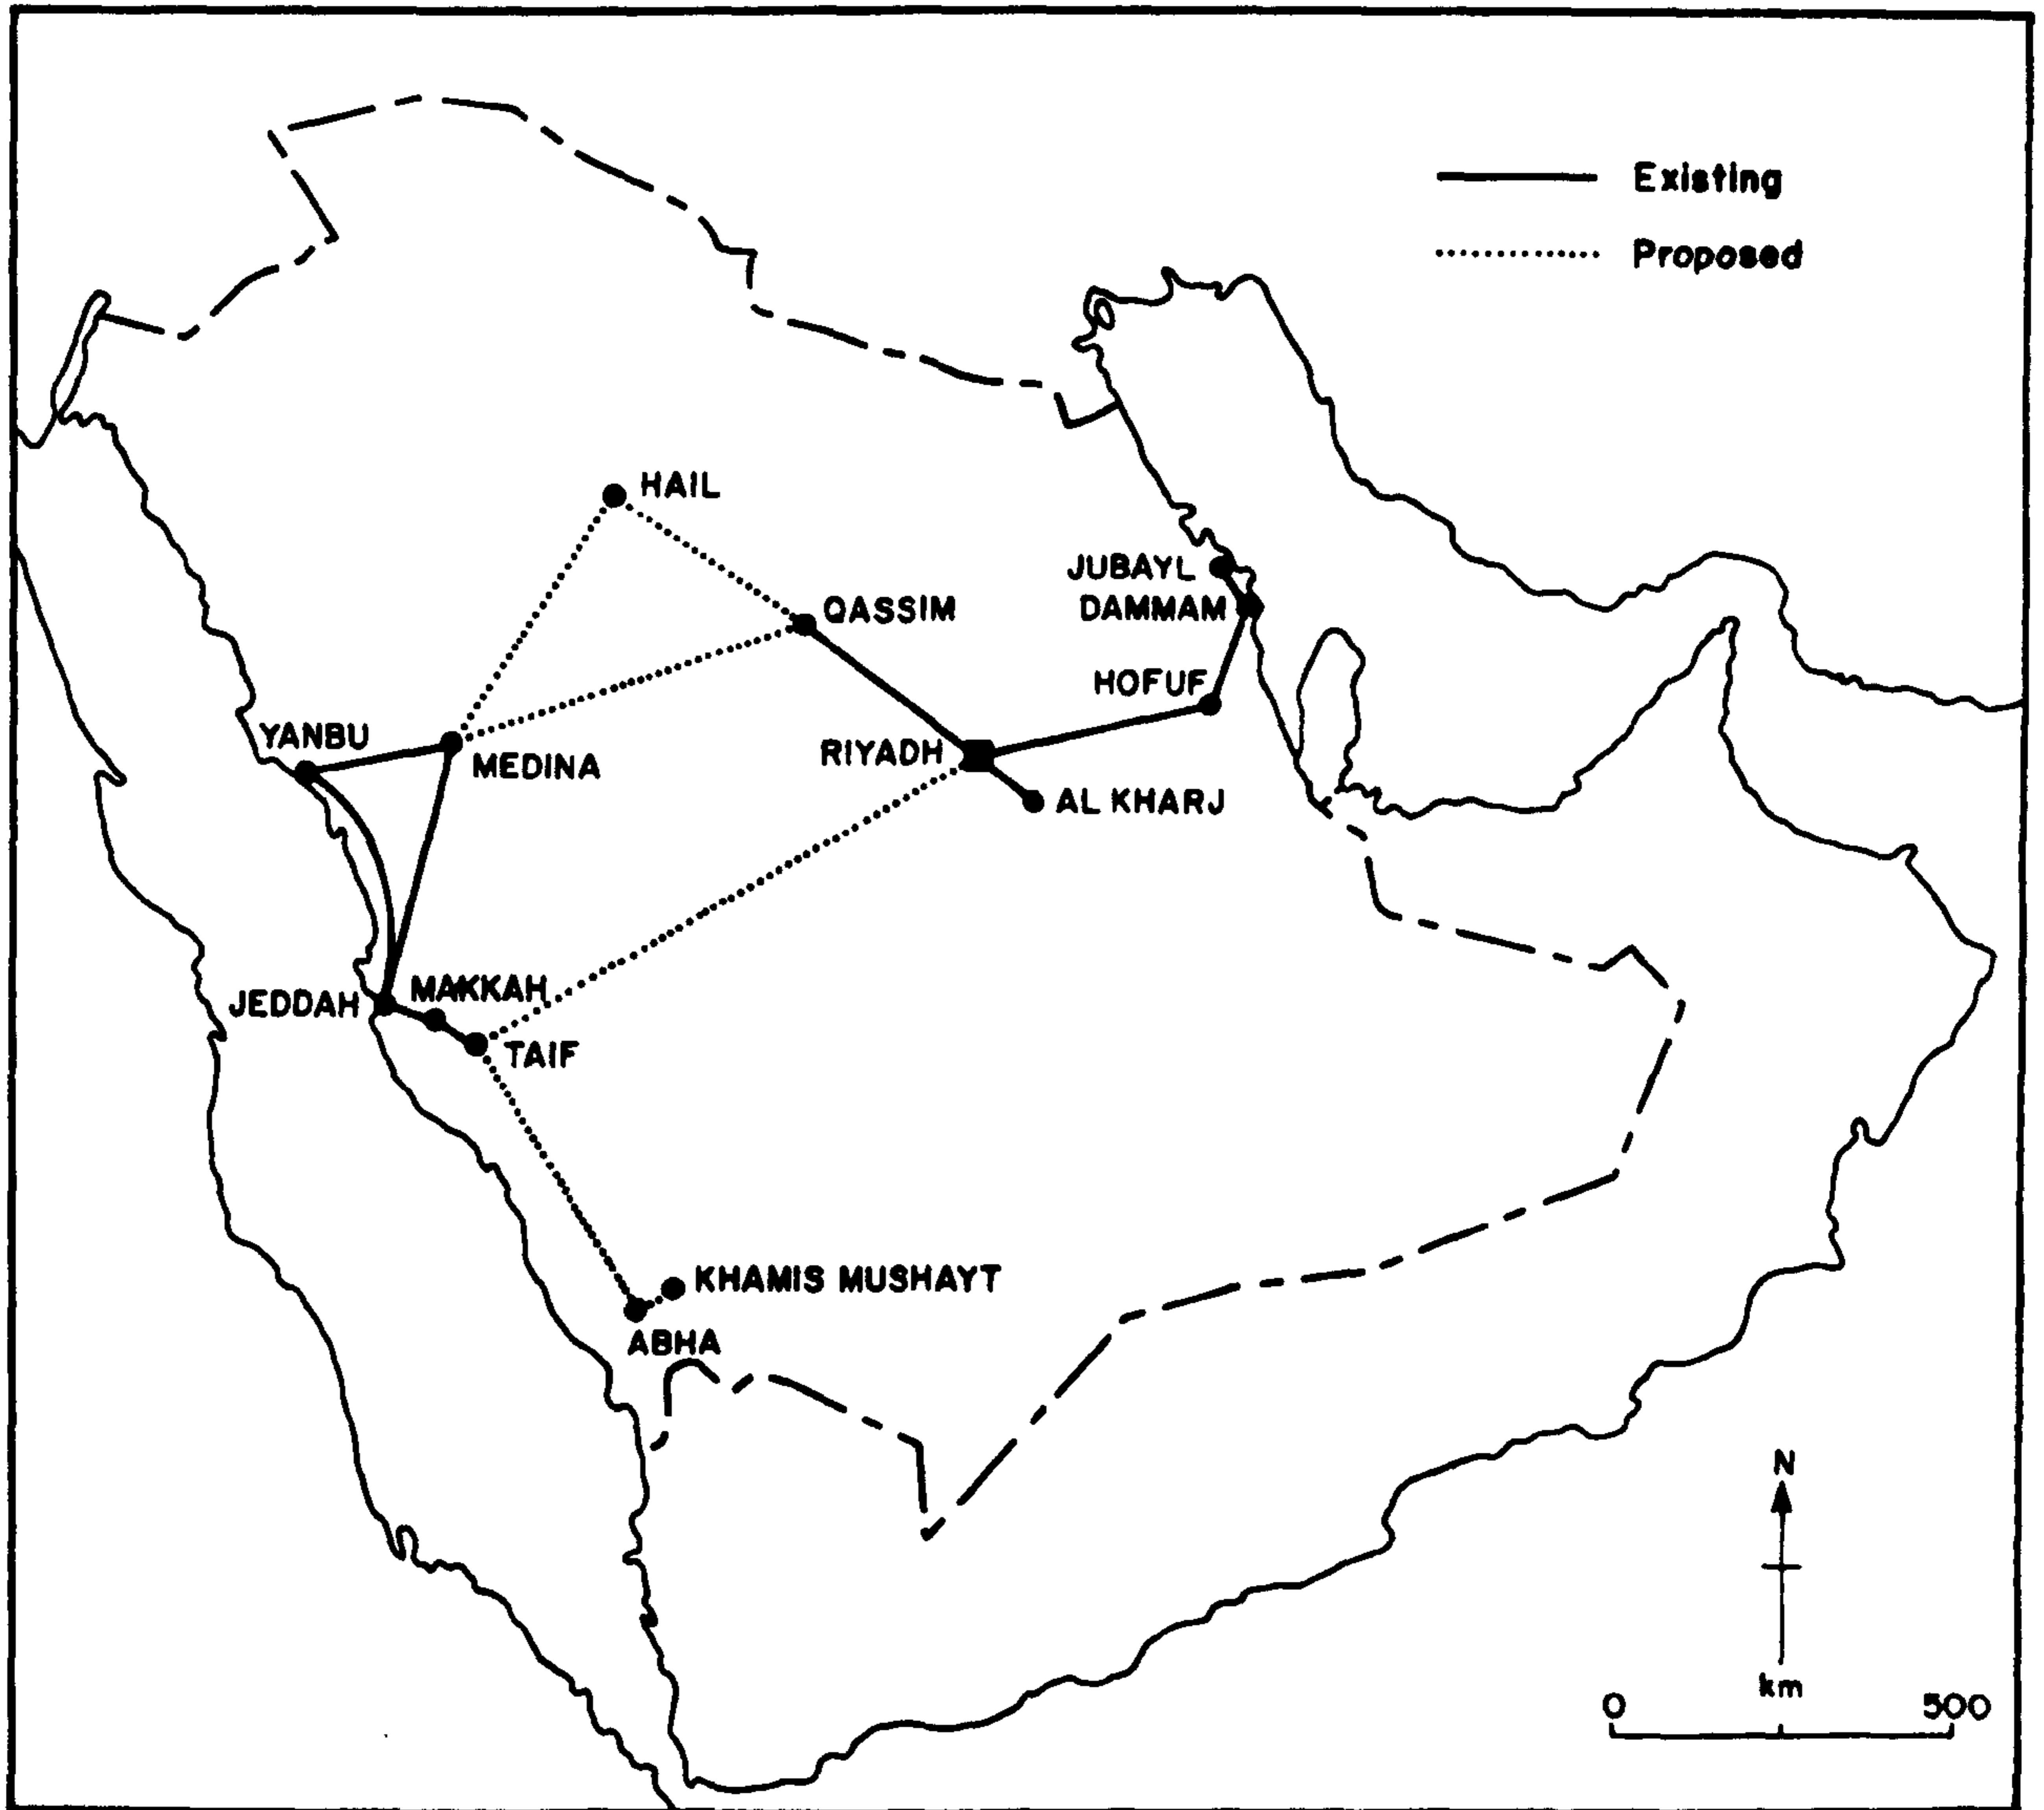 Existing
Proposed
HAIL
JUBAYL
DAMMAM
QASSIM
HOFUF
YANBU
MEDINA
RIYADH
AL KHARJ
MAKKAH
JEDDAH
TAIF
KHAMIS MUSHAYT
ABHA
N
km
0 500